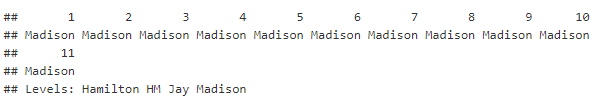 ##       1       2       3       4       5       6       7       8       9      10
## Madison Madison Madison Madison Madison Madison Madison Madison Madison Madison
##      11
## Madison
## Levels: Hamilton HM Jay Madison